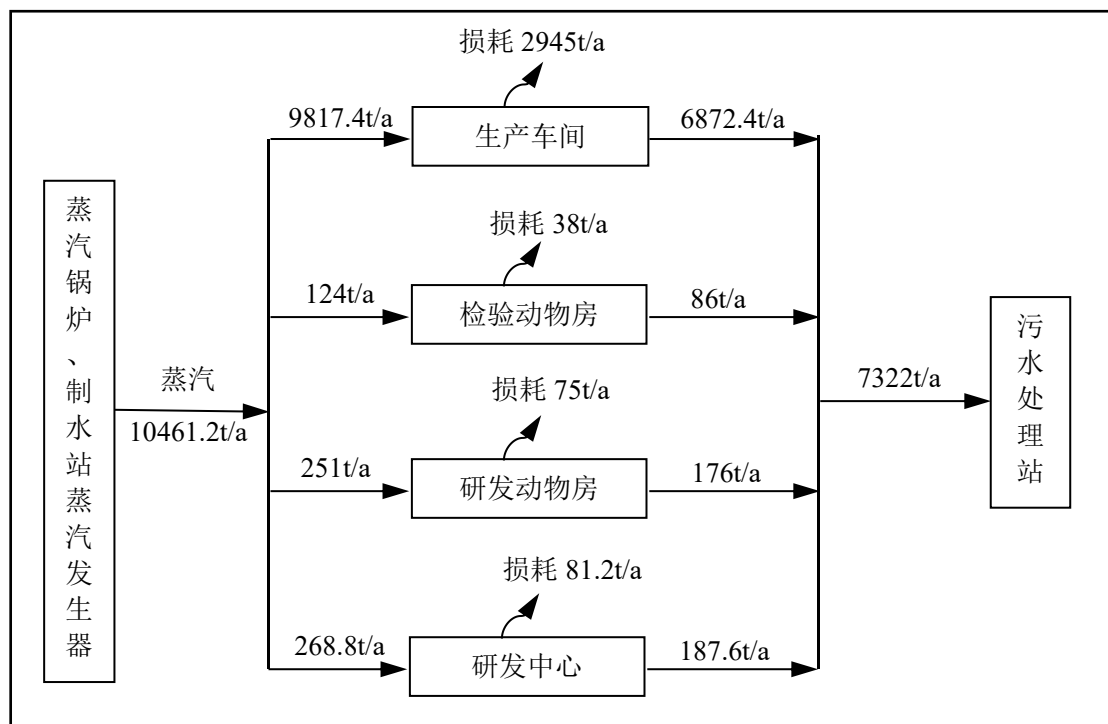 损耗 2945t/a
9817.4t/a
生产车间
6872.4t/a
蒸汽锅炉、制水站蒸汽发生器
损耗 38t/a
124t/a
检验动物房
86t/a
蒸汽
10461.2t/a
损耗 75t/a
251t/a
研发动物房
176t/a
7322t/a
污水处理站
损耗 81.2t/a
268.8t/a
研发中心
187.6t/a